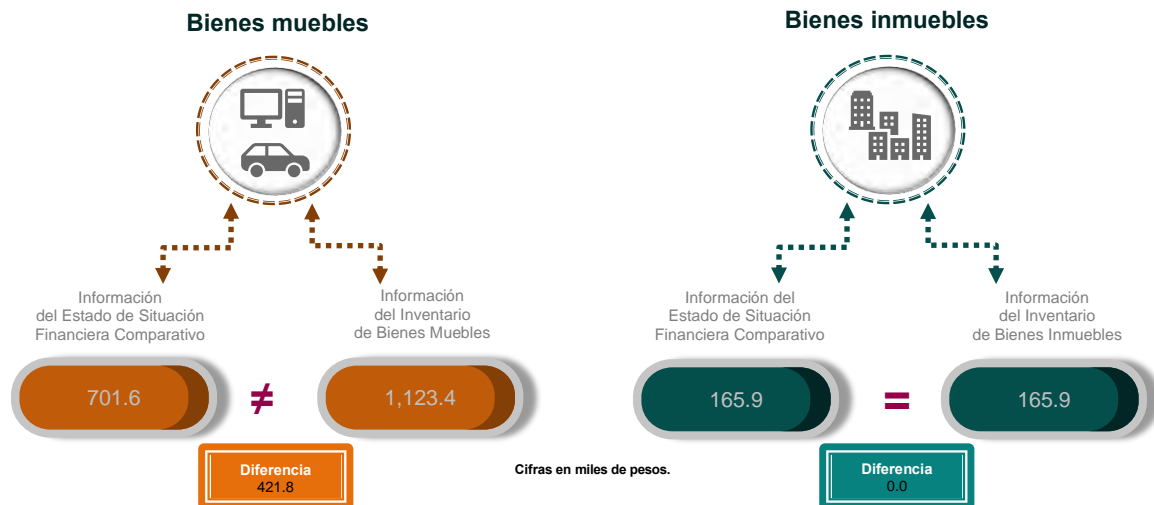 Bienes muebles
Información
del Estado de Situación
Financiera Comparativo
Información
del Inventario
de Bienes Muebles
701.6
≠
1,123.4
Diferencia
421.8
Cifras en miles de pesos.
Bienes inmuebles
Información del
Estado de Situación
Financiera Comparativo
Información
del Inventario
de Bienes Inmuebles
165.9
=
165.9
Diferencia
0.0